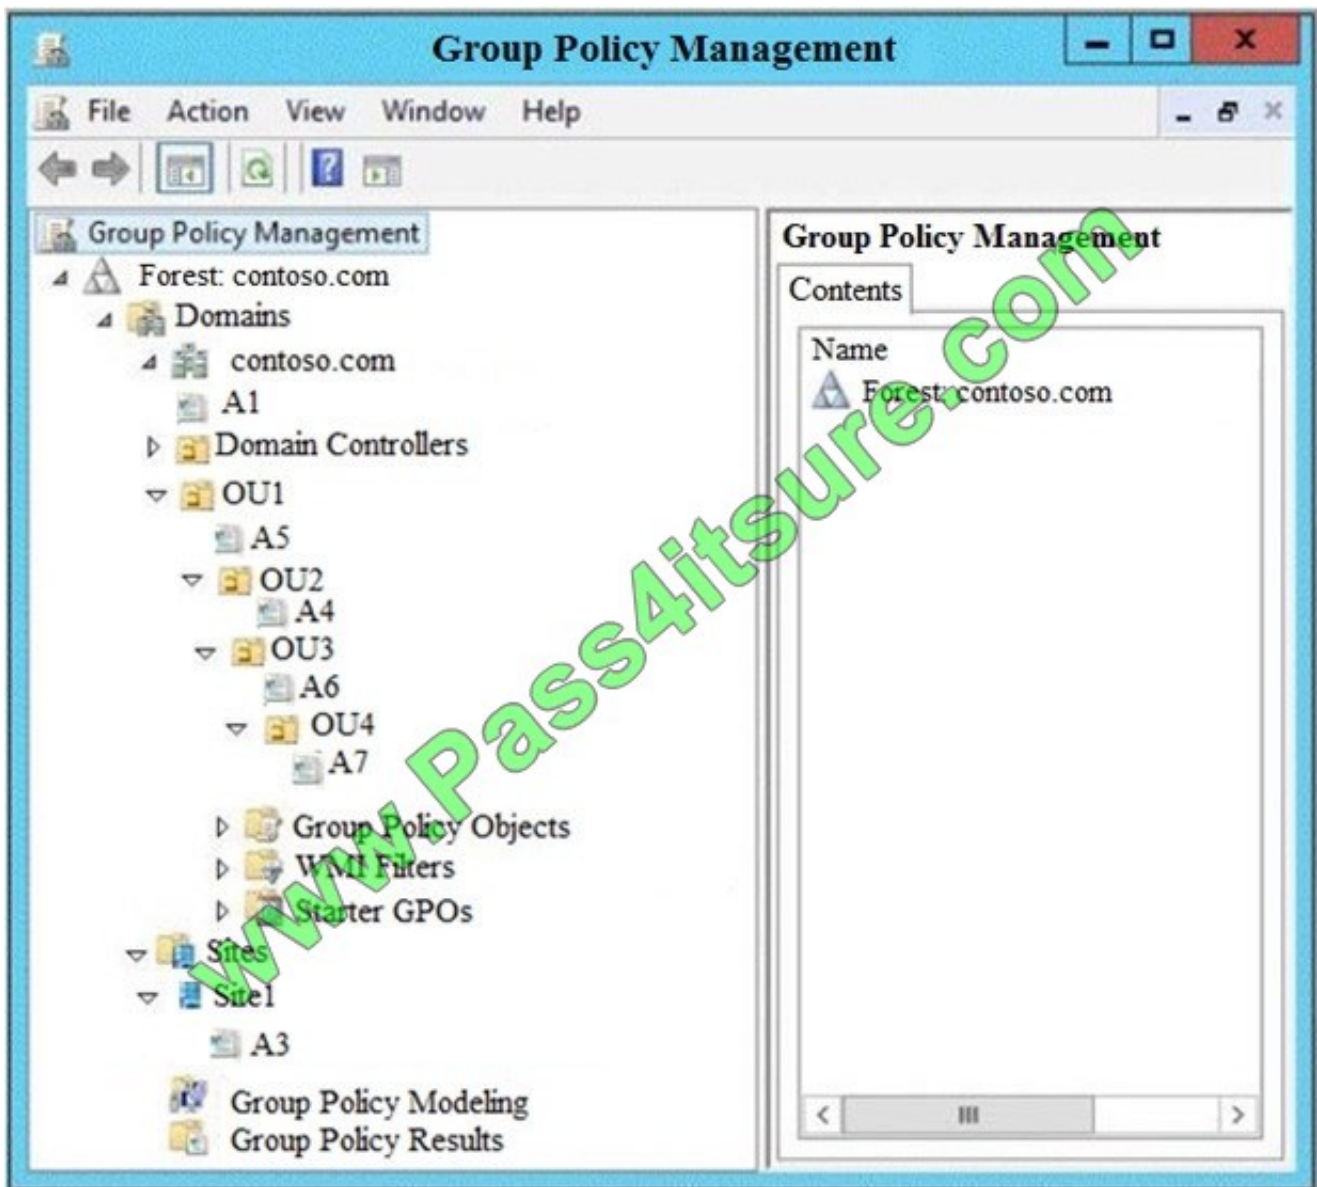 Group Policy Management
File Action View Window Help
Group Policy Management
Forest: contoso.com
Domains
contoso.com
A1
Domain Controllers
OU1
A5
OU2
A4
OU3
A6
OU4
A7
Group Policy Objects
WMI Filters
Starter GPOs
Sites
Site1
A3
Group Policy Modeling
Group Policy Results
Group Policy Management
Contents
Name
Forest: contoso.com
www.Pass4itsure.com